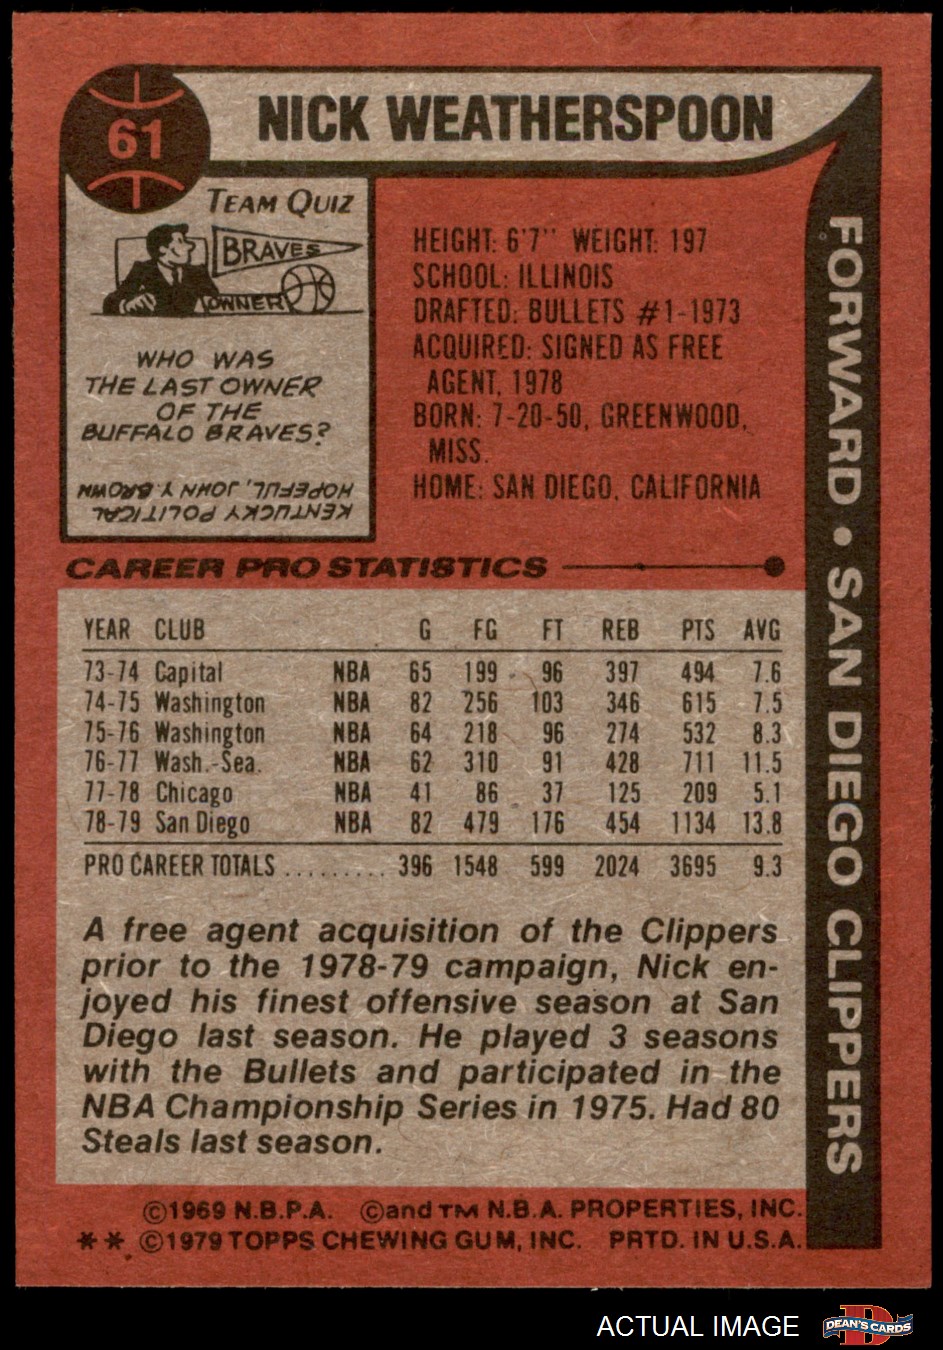 61
NICK WEATHERSPOON
TEAM QUIZ
BRAVES
OWNER
WHO WAS
THE LAST OWNER
OF THE
BUFFALO BRAVES?
KENTUCKY POLITICAL
HOPEFUL, JOHN Y. BROWN
HEIGHT: 6'7" WEIGHT: 197
SCHOOL: ILLINOIS
DRAFTED: BULLETS #1-1973
ACQUIRED: SIGNED AS FREE
AGENT, 1978
BORN: 7-20-50, GREENWOOD,
MISS.
HOME: SAN DIEGO, CALIFORNIA
FORWARD • SAN DIEGO CLIPPERS
CAREER PRO STATISTICS
YEAR CLUB G FG FT REB PTS AVG
73-74 Capital NBA 65 199 96 397 494 7.6
74-75 Washington NBA 82 256 103 346 615 7.5
75-76 Washington NBA 64 218 96 274 532 8.3
76-77 Wash.-Sea. NBA 62 310 91 428 711 11.5
77-78 Chicago NBA 41 86 37 125 209 5.1
78-79 San Diego NBA 82 479 176 454 1134 13.8
PRO CAREER TOTALS ......... 396 1548 599 2024 3695 9.3
A free agent acquisition of the Clippers
prior to the 1978-79 campaign, Nick en-
joyed his finest offensive season at San
Diego last season. He played 3 seasons
with the Bullets and participated in the
NBA Championship Series in 1975. Had 80
Steals last season.
©1969 N.B.P.A. ©and TM N.B.A. PROPERTIES, INC.
** ©1979 TOPPS CHEWING GUM, INC. PRTD. IN U.S.A.
ACTUAL IMAGE
D
DEAN'S CARDS